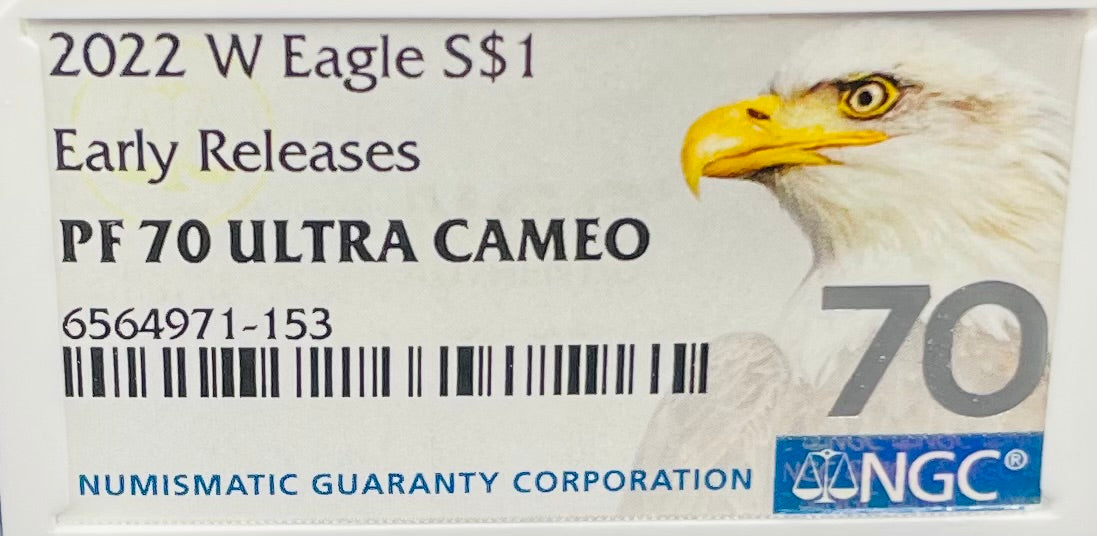 2022 W Eagle S$1
Early Releases
PF 70 ULTRA CAMEO
6564971-153
70
NUMISMATIC GUARANTY CORPORATION
NGC®